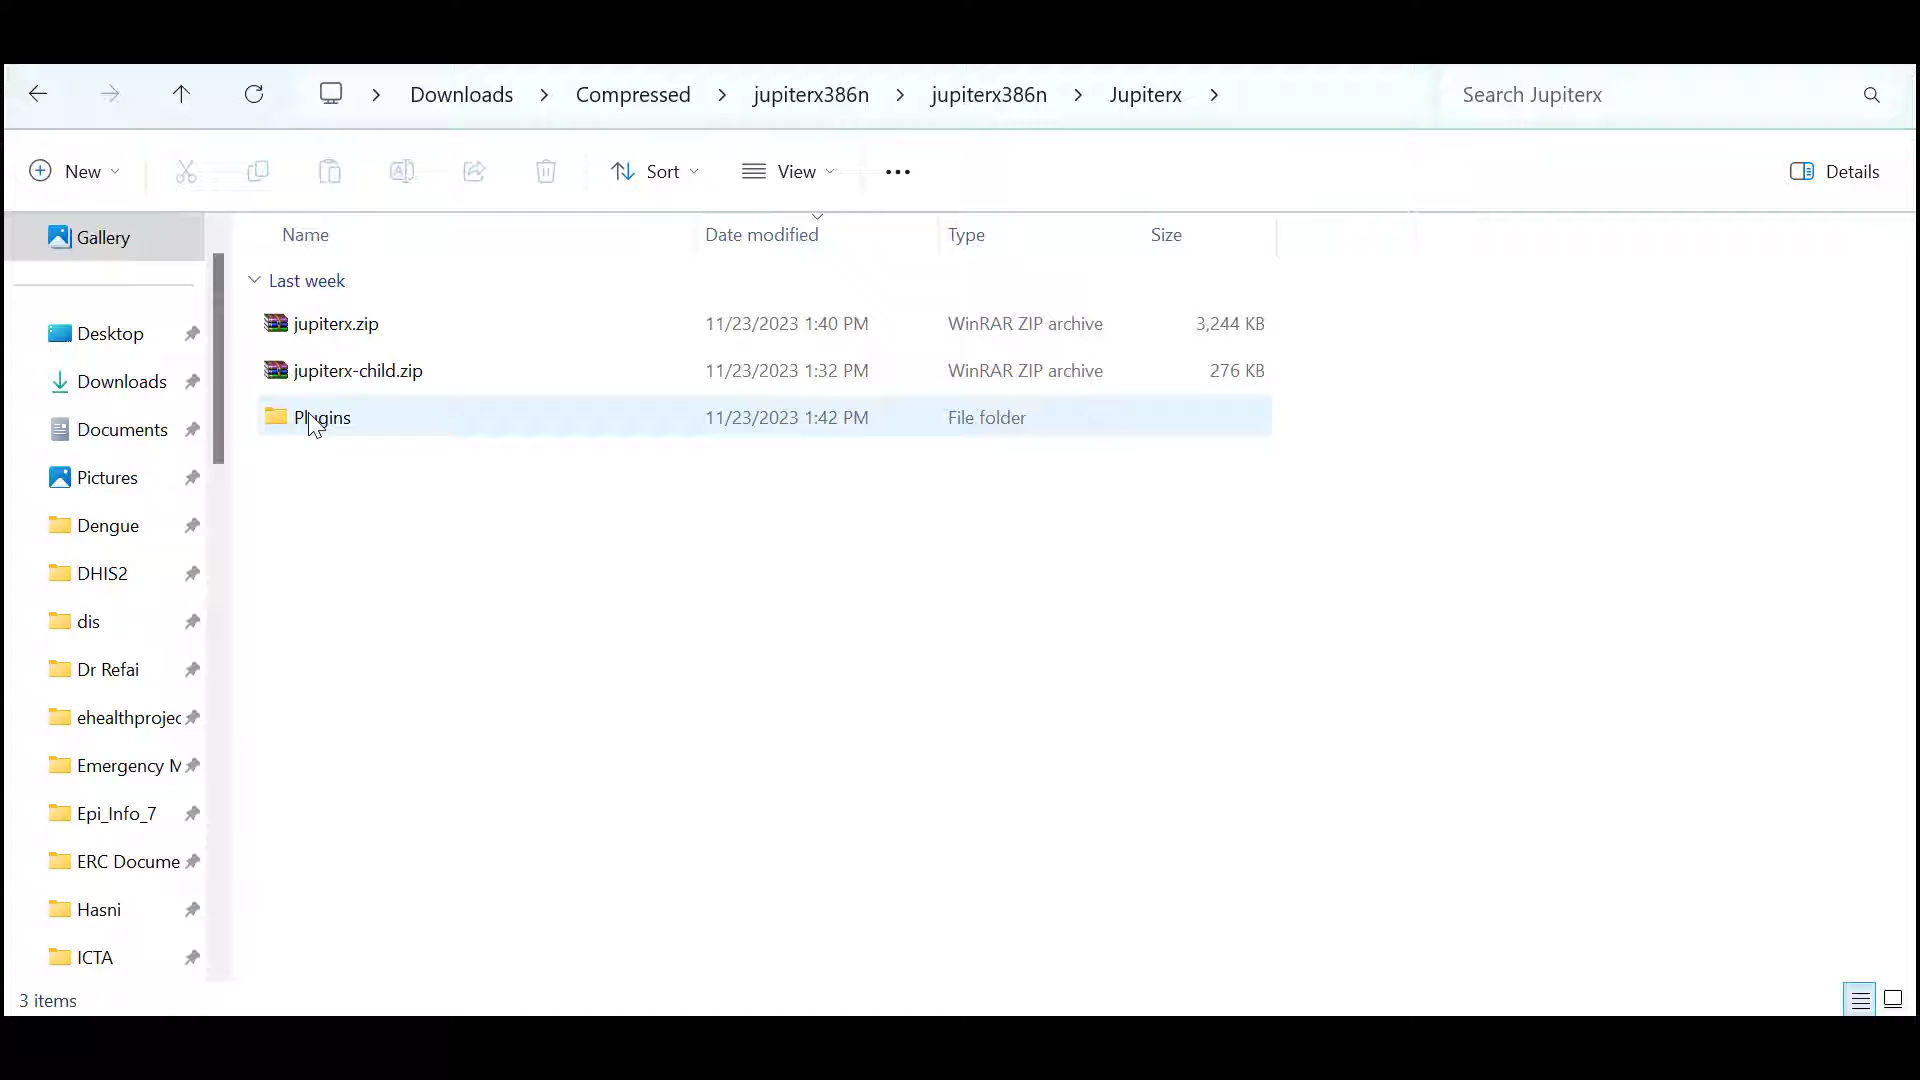 Downloads > Compressed > jupiterx386n > jupiterx386n > Jupiterx >
Search Jupiterx
New
Sort
View
Details
Gallery
Desktop
Downloads
Documents
Pictures
Dengue
DHIS2
dis
Dr Refai
ehealthprojec
Emergency M
Epi_Info_7
ERC Docume
Hasni
ICTA
Name Date modified Type Size
Last week
jupiterx.zip 11/23/2023 1:40 PM WinRAR ZIP archive 3,244 KB
jupiterx-child.zip 11/23/2023 1:32 PM WinRAR ZIP archive 276 KB
Plugins 11/23/2023 1:42 PM File folder
3 items